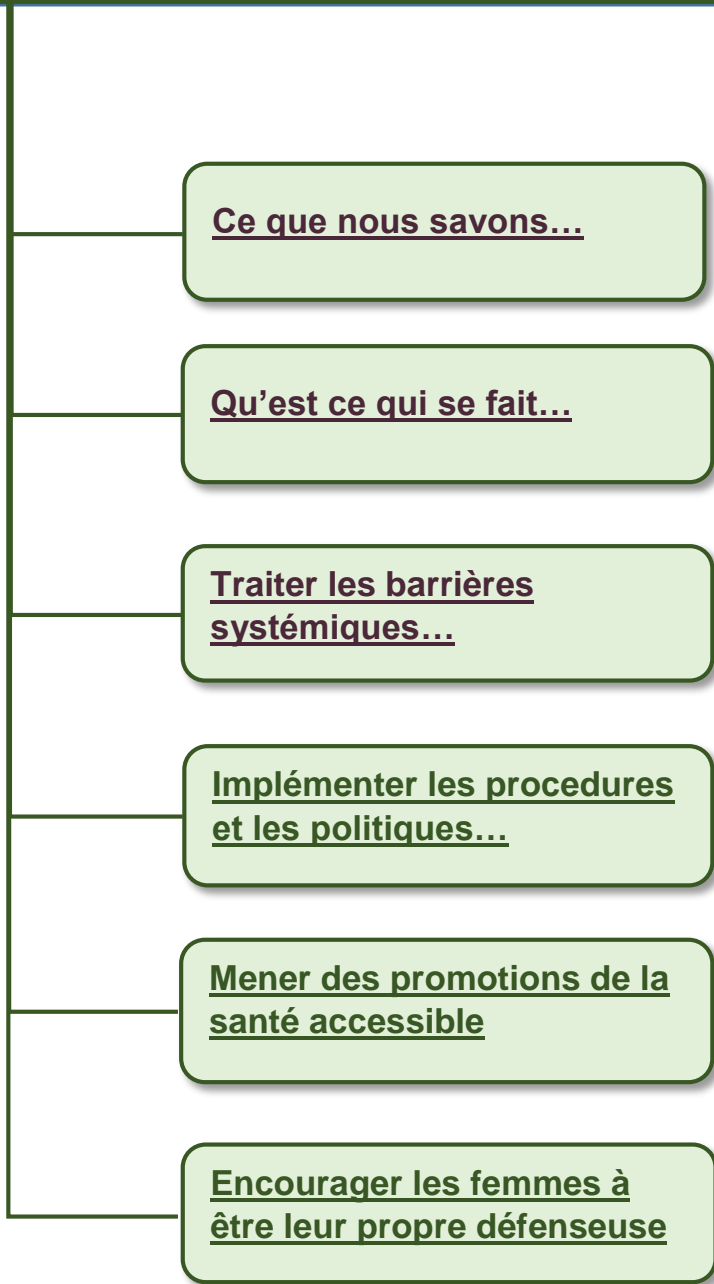 Ce que nous savons…
Qu’est ce qui se fait…
Traiter les barrières
systémiques…
Implémenter les procedures
et les politiques…
Mener des promotions de la
santé accessible
Encourager les femmes à
être leur propre défenseuse